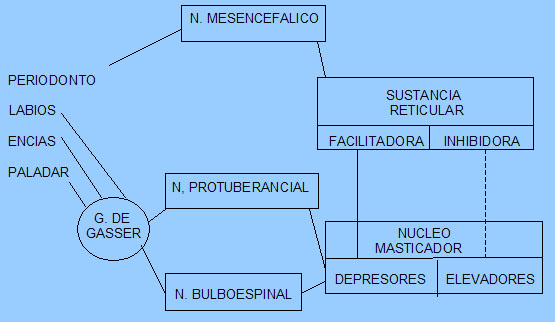 N. MESENCEFALICO
PERIODONTO
LABIOS
ENCIAS
PALADAR
SUSTANCIA
RETICULAR
FACILITADORA
INHIBIDORA
G. DE
GASSER
N, PROTUBERANCIAL
N. BULBOESPINAL
NUCLEO
MASTICADOR
DEPRESORES
ELEVADORES